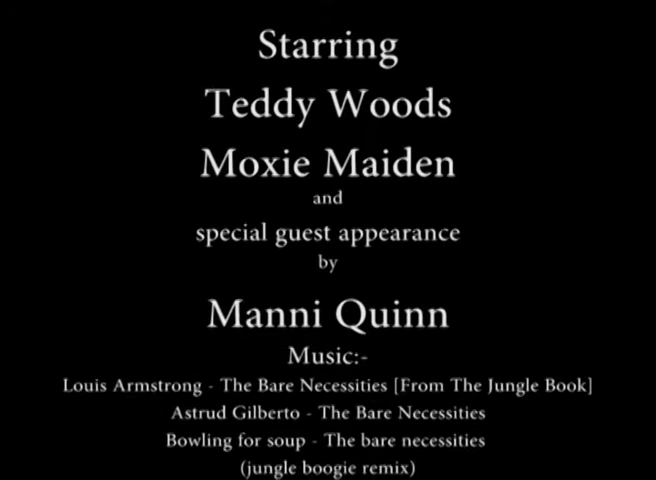 Starring
Teddy Woods
Moxie Maiden
and
special guest appearance
by
Manni Quinn
Music:-
Louis Armstrong - The Bare Necessities [From The Jungle Book]
Astrud Gilberto - The Bare Necessities
Bowling for soup - The bare necessities
(jungle boogie remix)